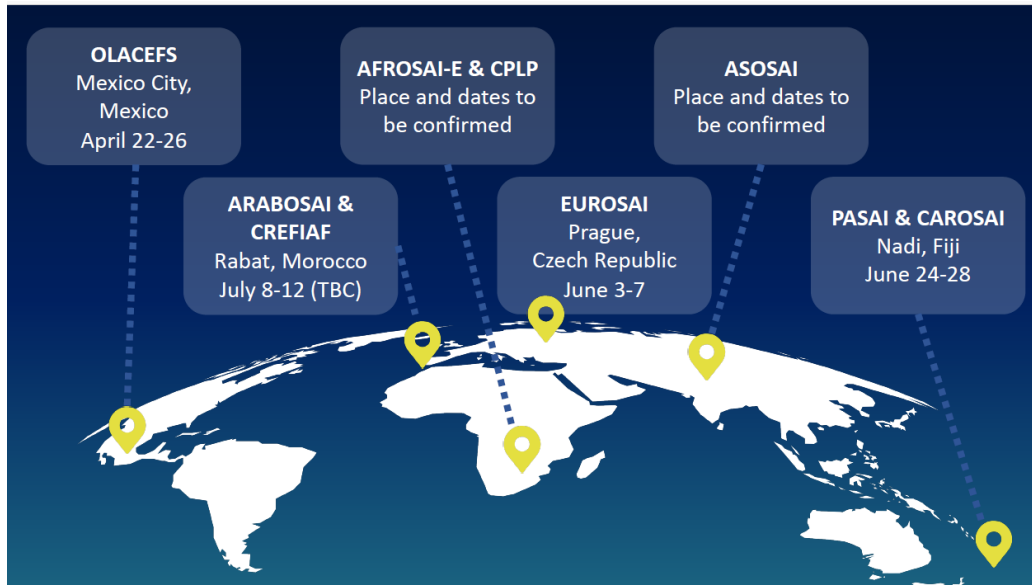 OLACEFS
Mexico City,
Mexico
April 22-26
AFROSAI-E & CPLP
Place and dates to
be confirmed
ASOSAI
Place and dates to
be confirmed
ARABOSAI &
CREFIAF
Rabat, Morocco
July 8-12 (TBC)
EUROSAI
Prague,
Czech Republic
June 3-7
PASAI & CAROSAI
Nadi, Fiji
June 24-28